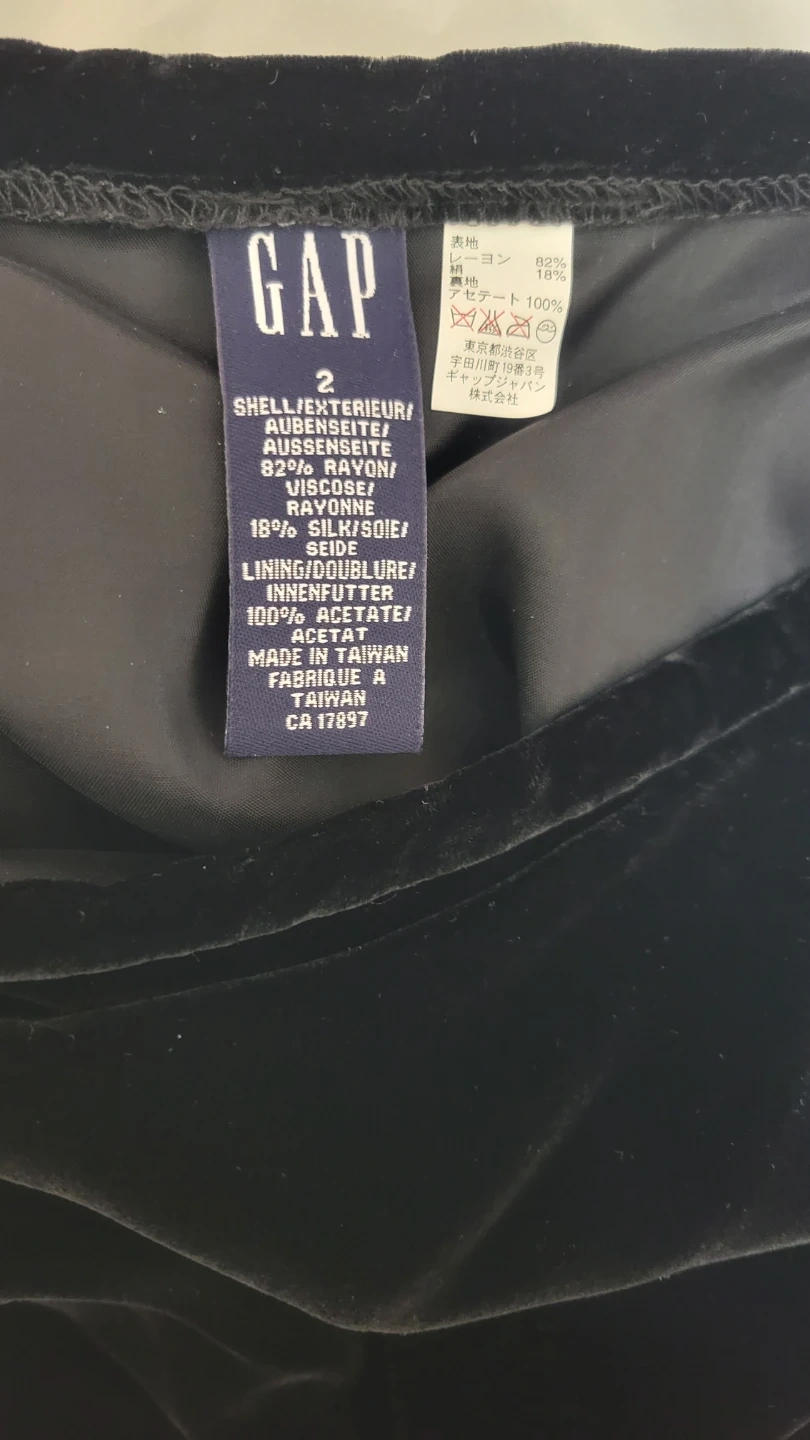 GAP
2
SHELL/EXTERIEUR/
AUBENSEITE/
AUSSENSEITE
82% RAYON/
VISCOSE/
RAYONNE
18% SILK/SOIE/
SEIDE
LINING/DOUBLURE/
INNENFUTTER
100% ACETATE/
ACETAT
MADE IN TAIWAN
FABRIQUE A
TAIWAN
CA 17897
表地
レーヨン 82%
絹 18%
裏地
アセテート 100%
東京都渋谷区
宇田川町19番3号
ギャップジャパン
株式会社